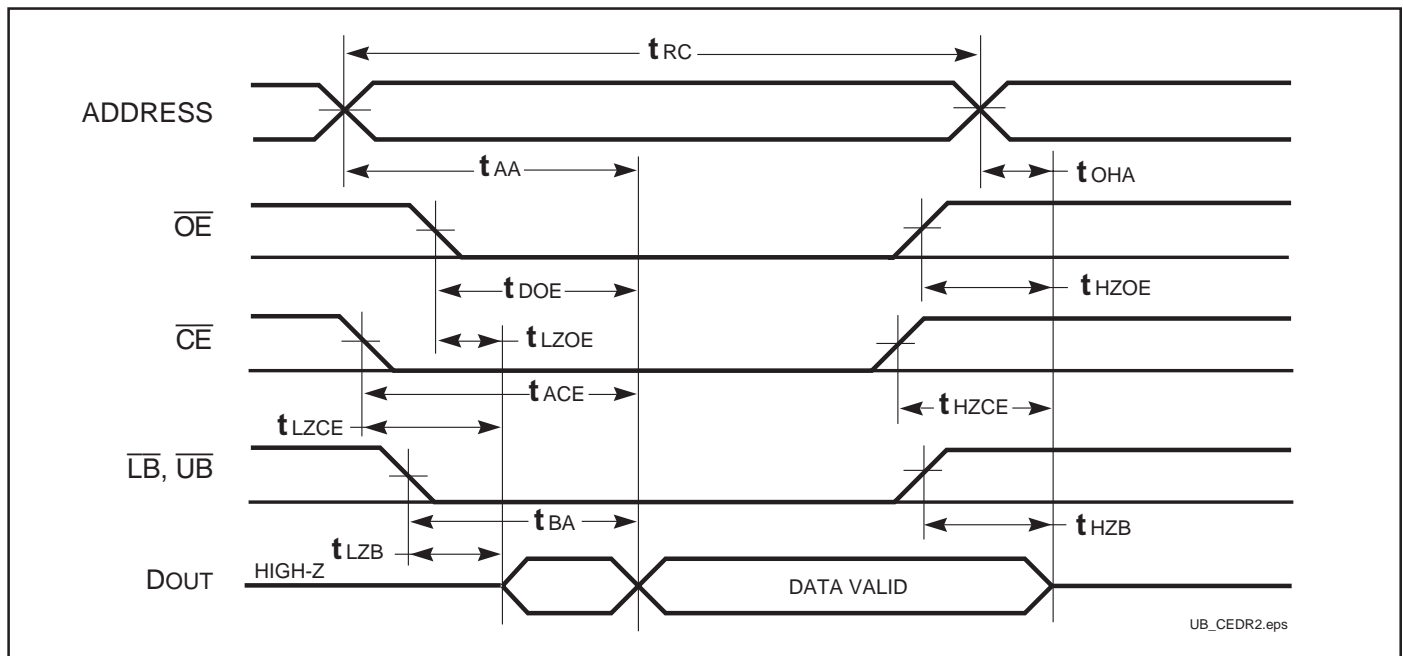 tRC
ADDRESS
tAA
tOHA
OE
tDOE
tHZOE
CE
tLZOE
tACE
tHZCE
tLZCE
LB, UB
tBA
tHZB
tLZB
DOUT
HIGH-Z
DATA VALID
UB_CEDR2.eps